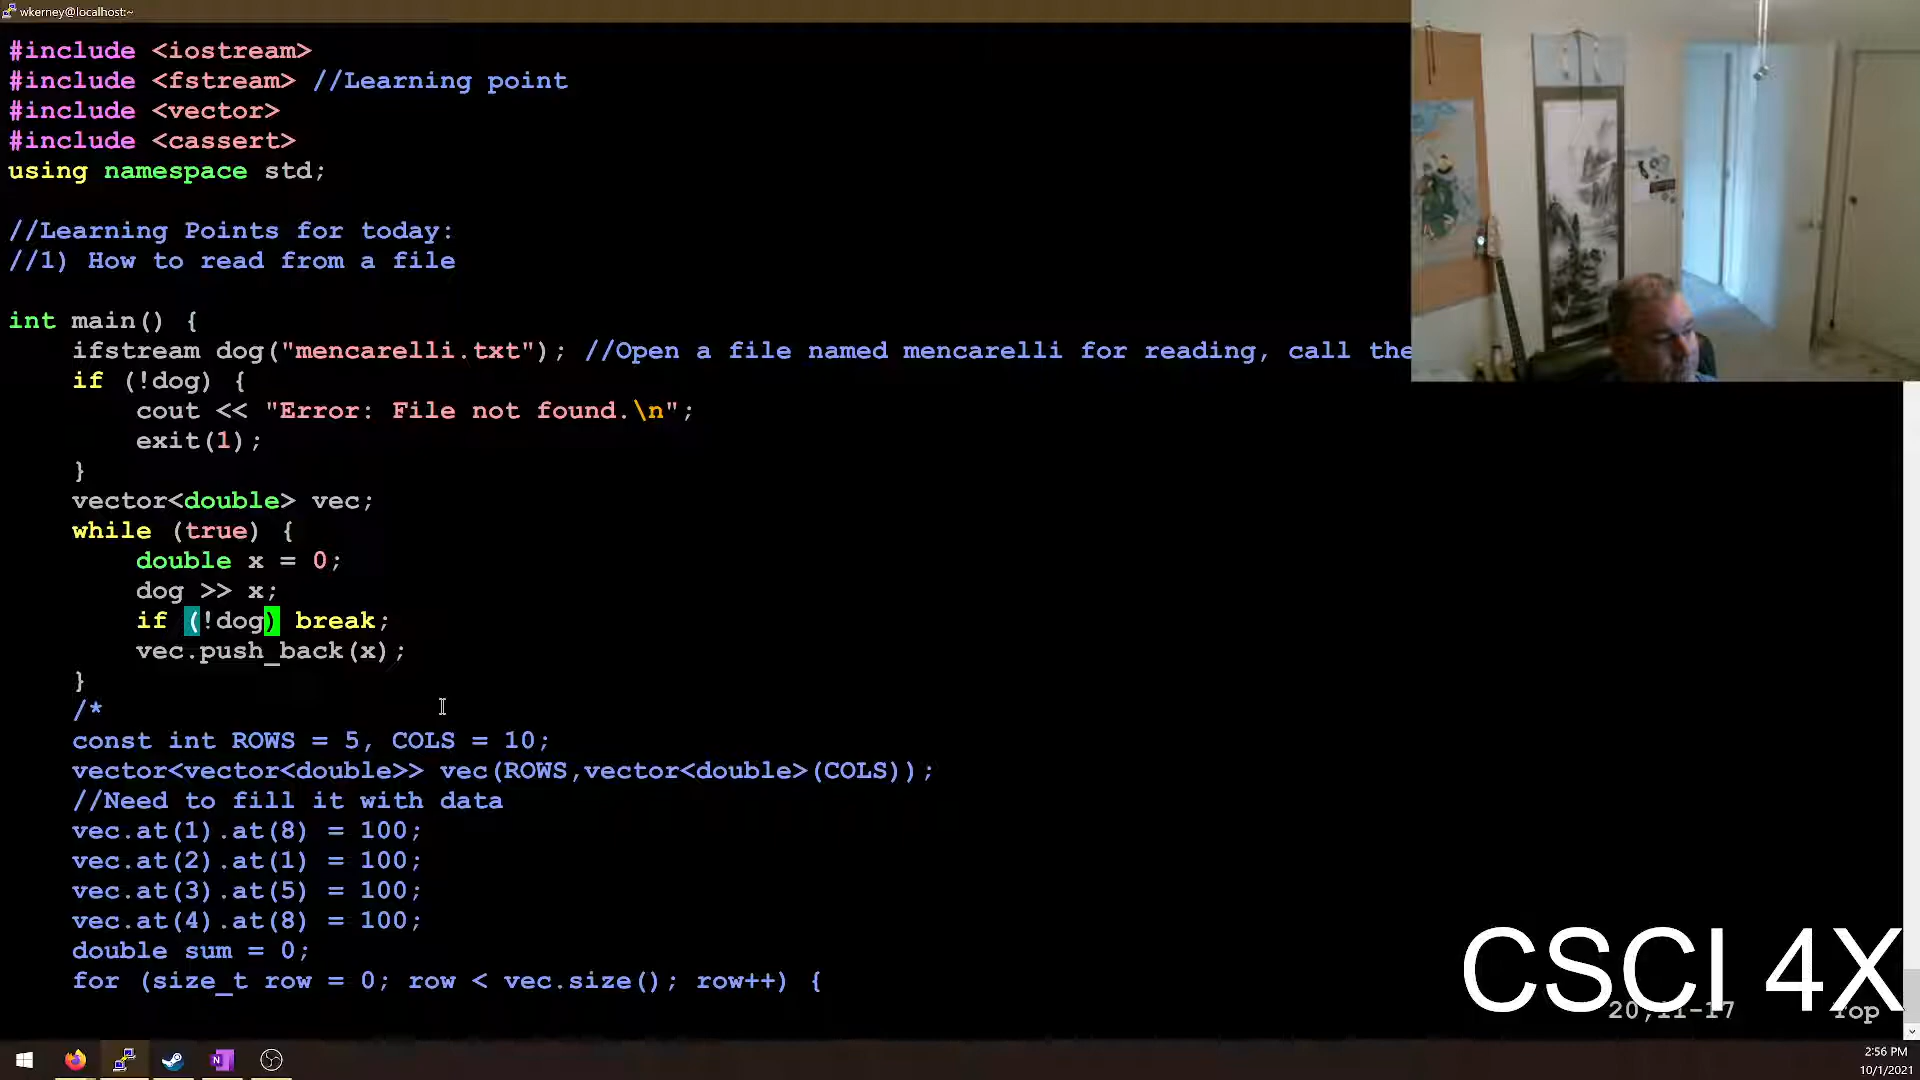 wkerney@localhost:~
#include <iostream>
#include <fstream> //Learning point
#include <vector>
#include <cassert>
using namespace std;
//Learning Points for today:
//1) How to read from a file
int main() {
ifstream dog("mencarelli.txt"); //Open a file named mencarelli for reading, call the
if (!dog) {
cout << "Error: File not found.\n";
exit(1);
}
vector<double> vec;
while (true) {
double x = 0;
dog >> x;
if (!dog) break;
vec.push_back(x);
}
/*
const int ROWS = 5, COLS = 10;
vector<vector<double>> vec(ROWS,vector<double>(COLS));
//Need to fill it with data
vec.at(1).at(8) = 100;
vec.at(2).at(1) = 100;
vec.at(3).at(5) = 100;
vec.at(4).at(8) = 100;
double sum = 0;
for (size_t row = 0; row < vec.size(); row++) {
CSCI 4X
Top
2:56 PM
10/1/2021